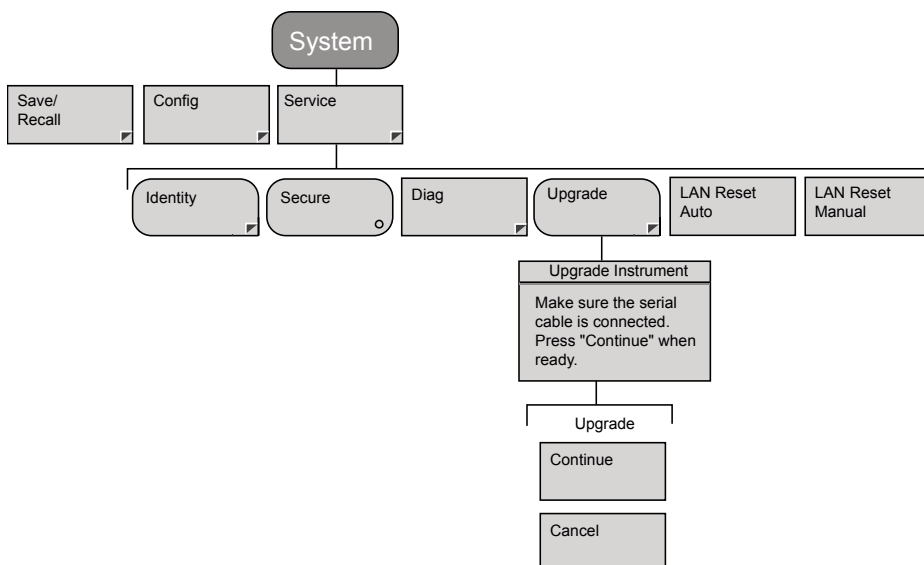 System
Save/
Recall
Config
Service
Identity
Secure
Diag
Upgrade
LAN Reset
Auto
LAN Reset
Manual
Upgrade Instrument
Make sure the serial
cable is connected.
Press "Continue" when
ready.
Upgrade
Continue
Cancel